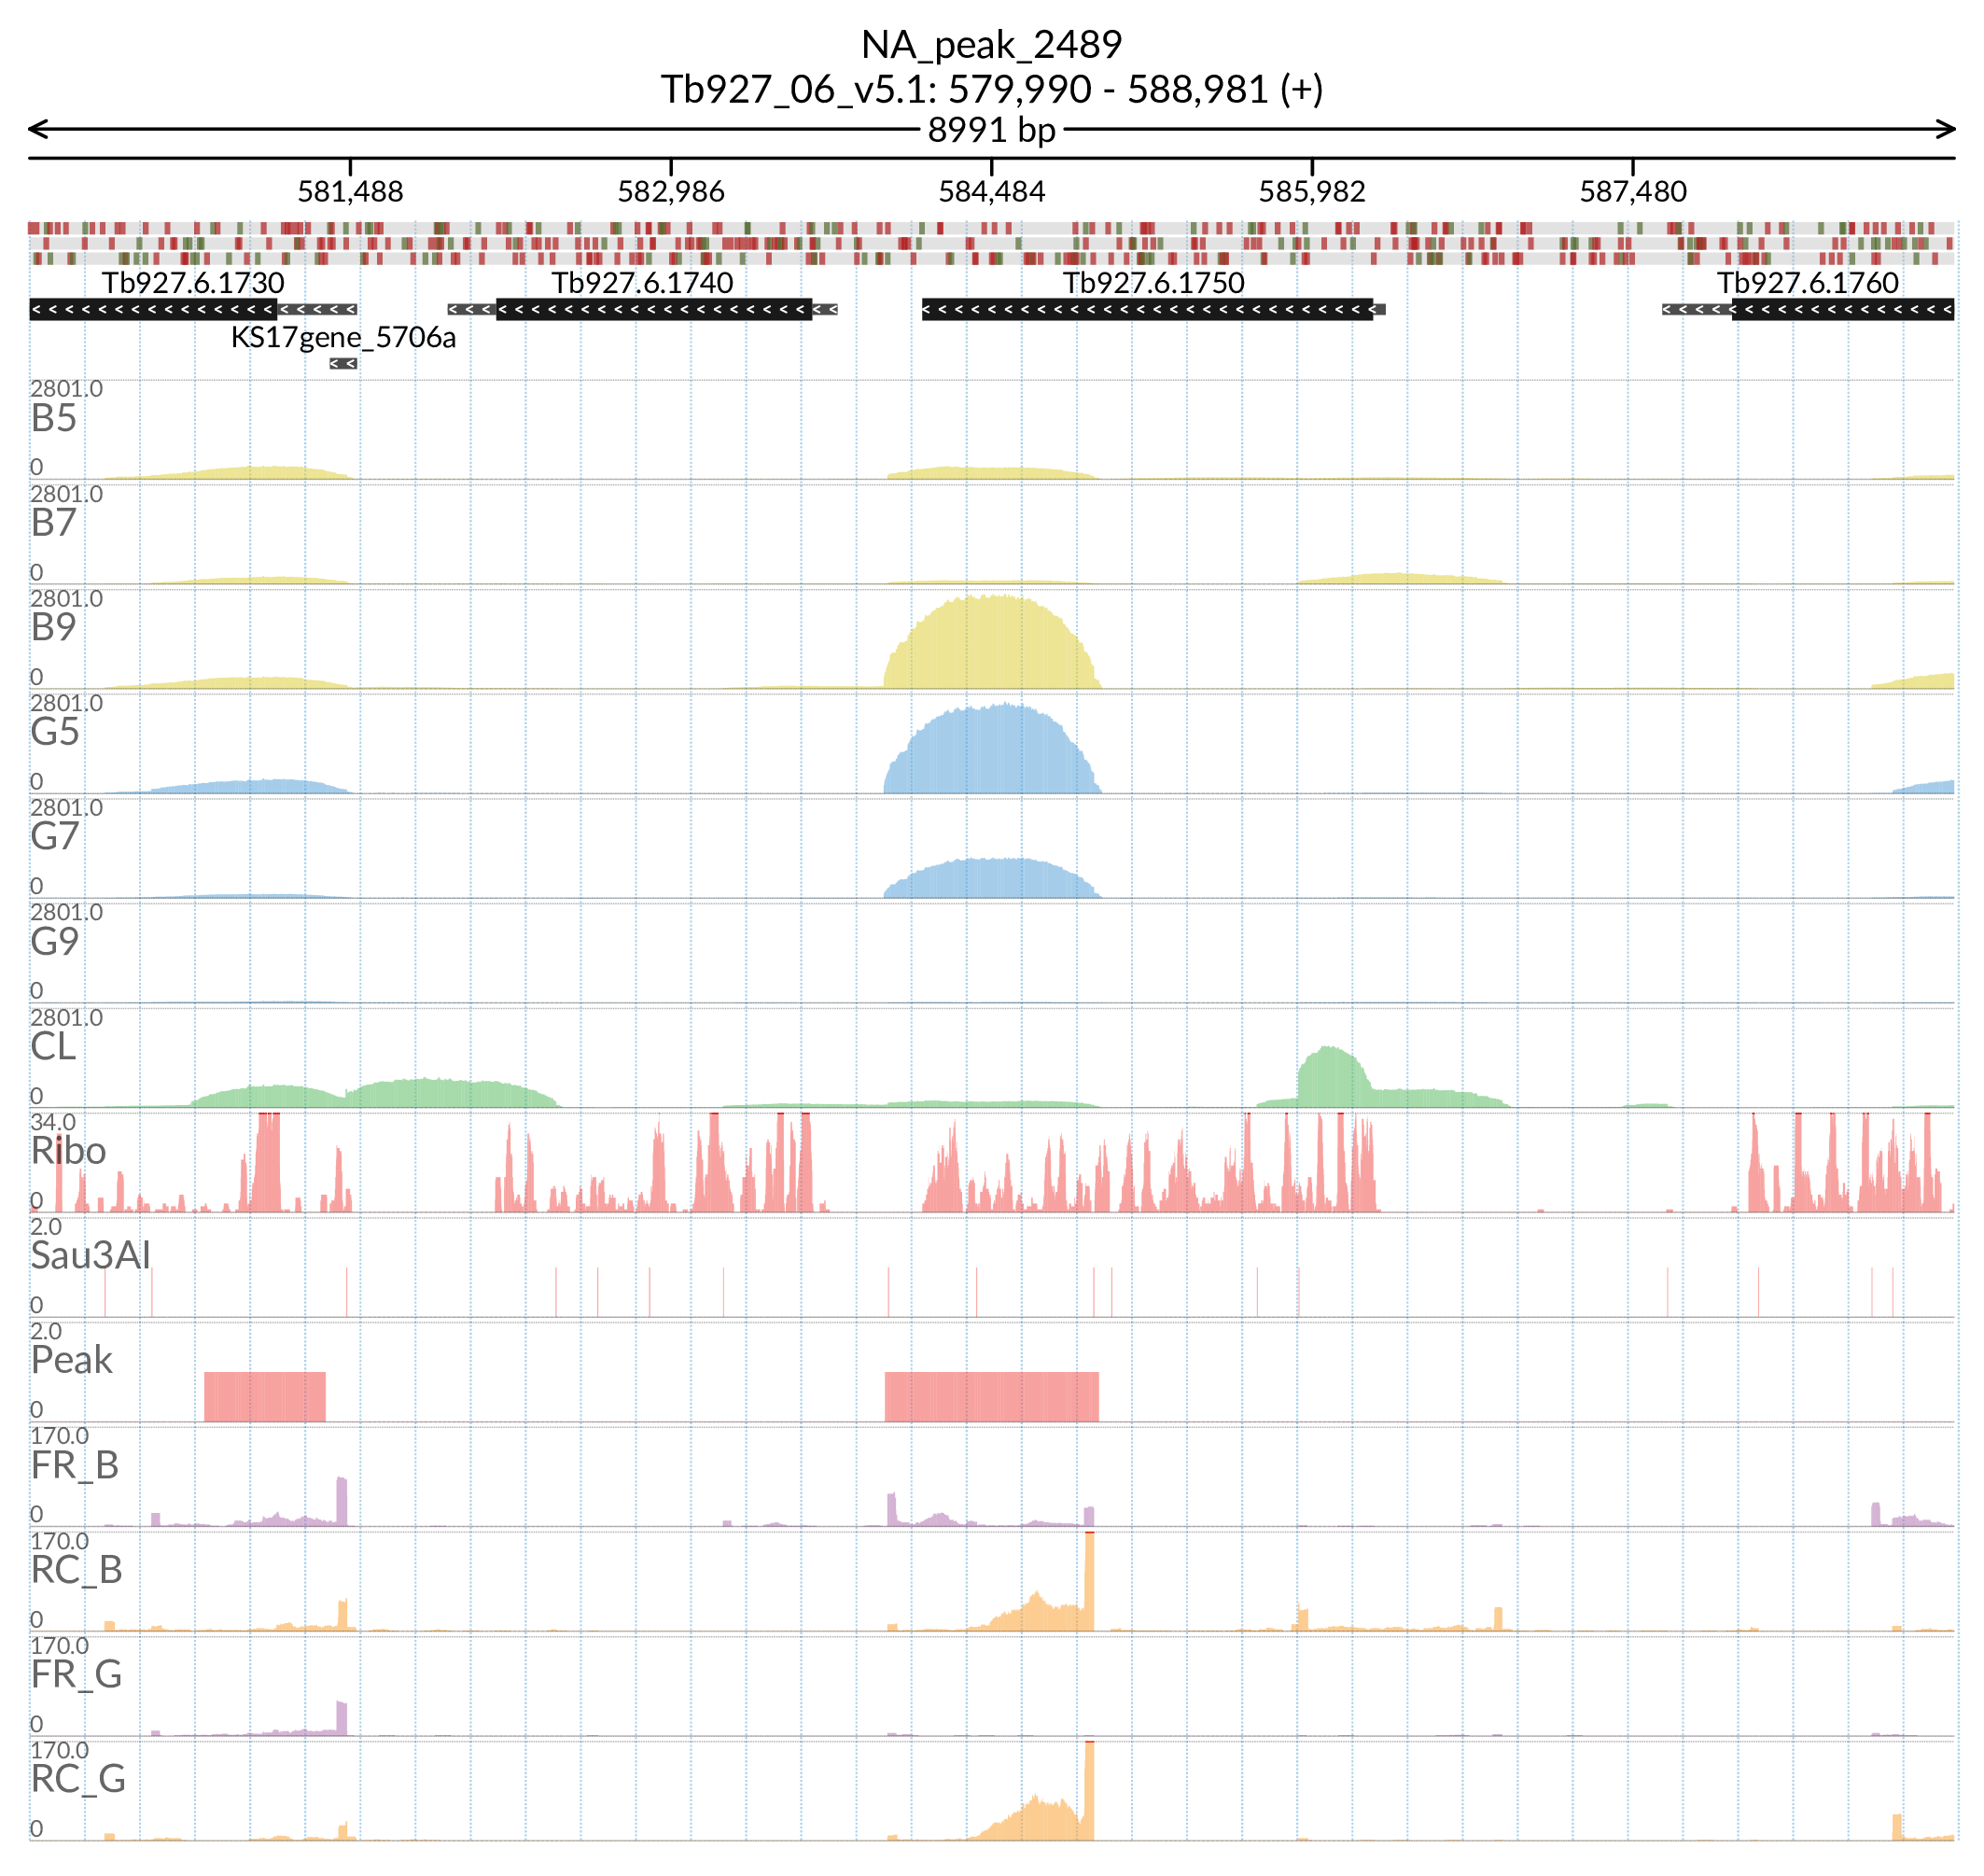 NA_peak_2489
Tb927_06_v5.1: 579,990 - 588,981 (+)
8991 bp
581,488 582,986 584,484 585,982 587,480
Tb927.6.1730 Tb927.6.1740 Tb927.6.1750 Tb927.6.1760
KS17gene_5706a
2801.0
B5
0
2801.0
B7
0
2801.0
B9
0
2801.0
G5
0
2801.0
G7
0
2801.0
G9
0
2801.0
CL
0
34.0
Ribo
0
2.0
Sau3AI
0
2.0
Peak
0
170.0
FR_B
0
170.0
RC_B
0
170.0
FR_G
0
170.0
RC_G
0